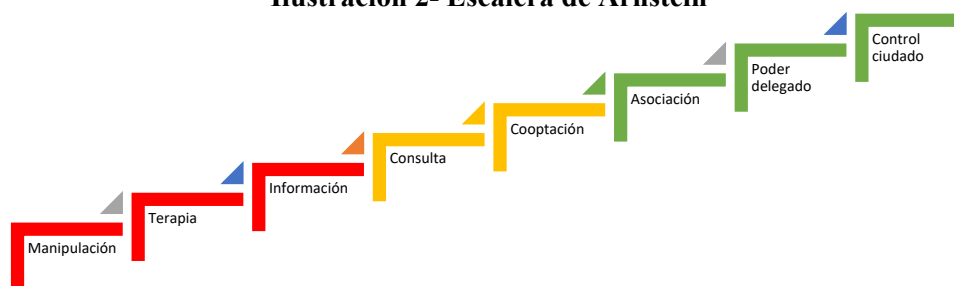 Ilustración 2- Escalera de Arnstein
Manipulación
Terapia
Información
Consulta
Cooptación
Asociación
Poder
delegado
Control
ciudado